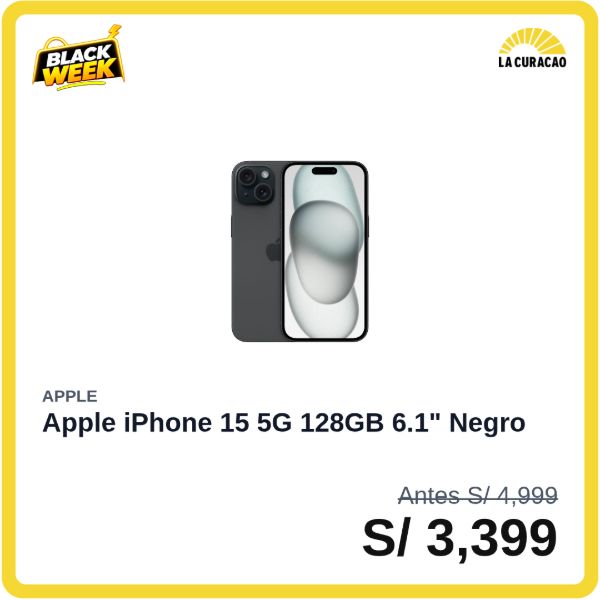 BLACK
WEEK
LA CURACAO
APPLE
Apple iPhone 15 5G 128GB 6.1" Negro
Antes S/ 4,999
S/ 3,399